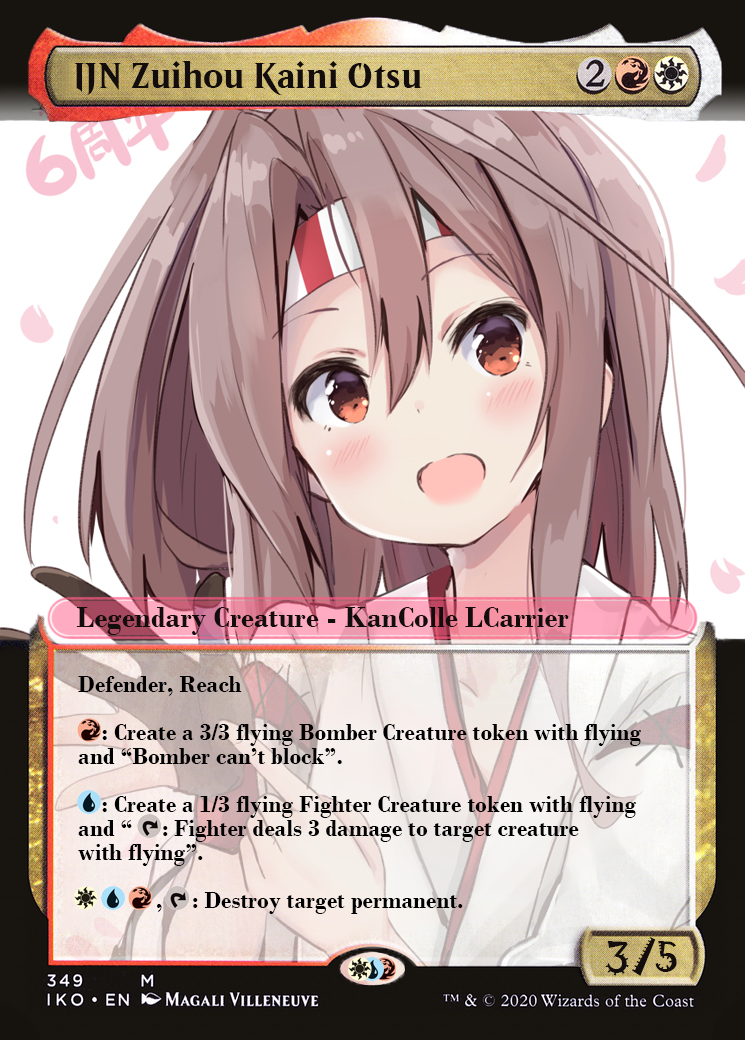 IJN Zuihou Kaini Otsu 2
6周年
Legendary Creature - KanColle LCarrier
Defender, Reach
: Create a 3/3 flying Bomber Creature token with flying
and “Bomber can’t block”.
: Create a 1/3 flying Fighter Creature token with flying
and “ : Fighter deals 3 damage to target creature
with flying”.
, : Destroy target permanent.
3/5
349 M
IKO • EN Magali Villeneuve
™ & © 2020 Wizards of the Coast